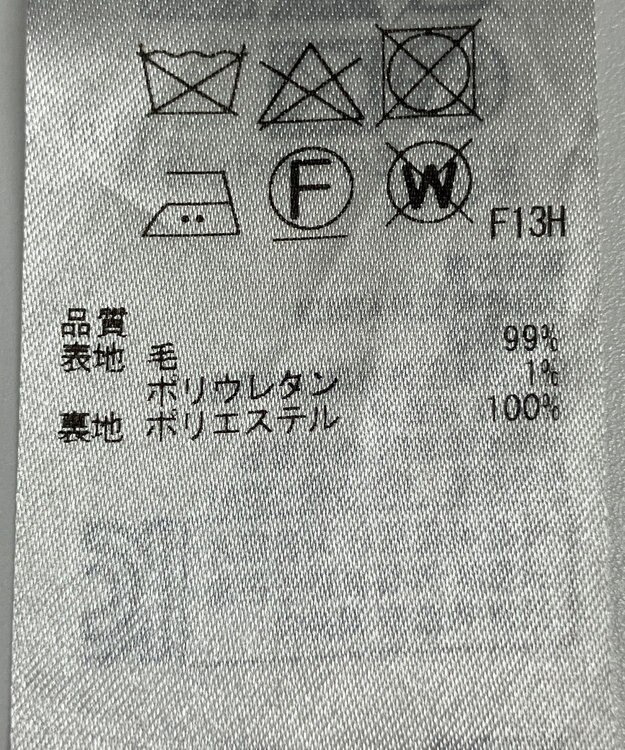 F W F13H
品質
表地 毛 99%
ポリウレタン 1%
裏地 ポリエステル 100%